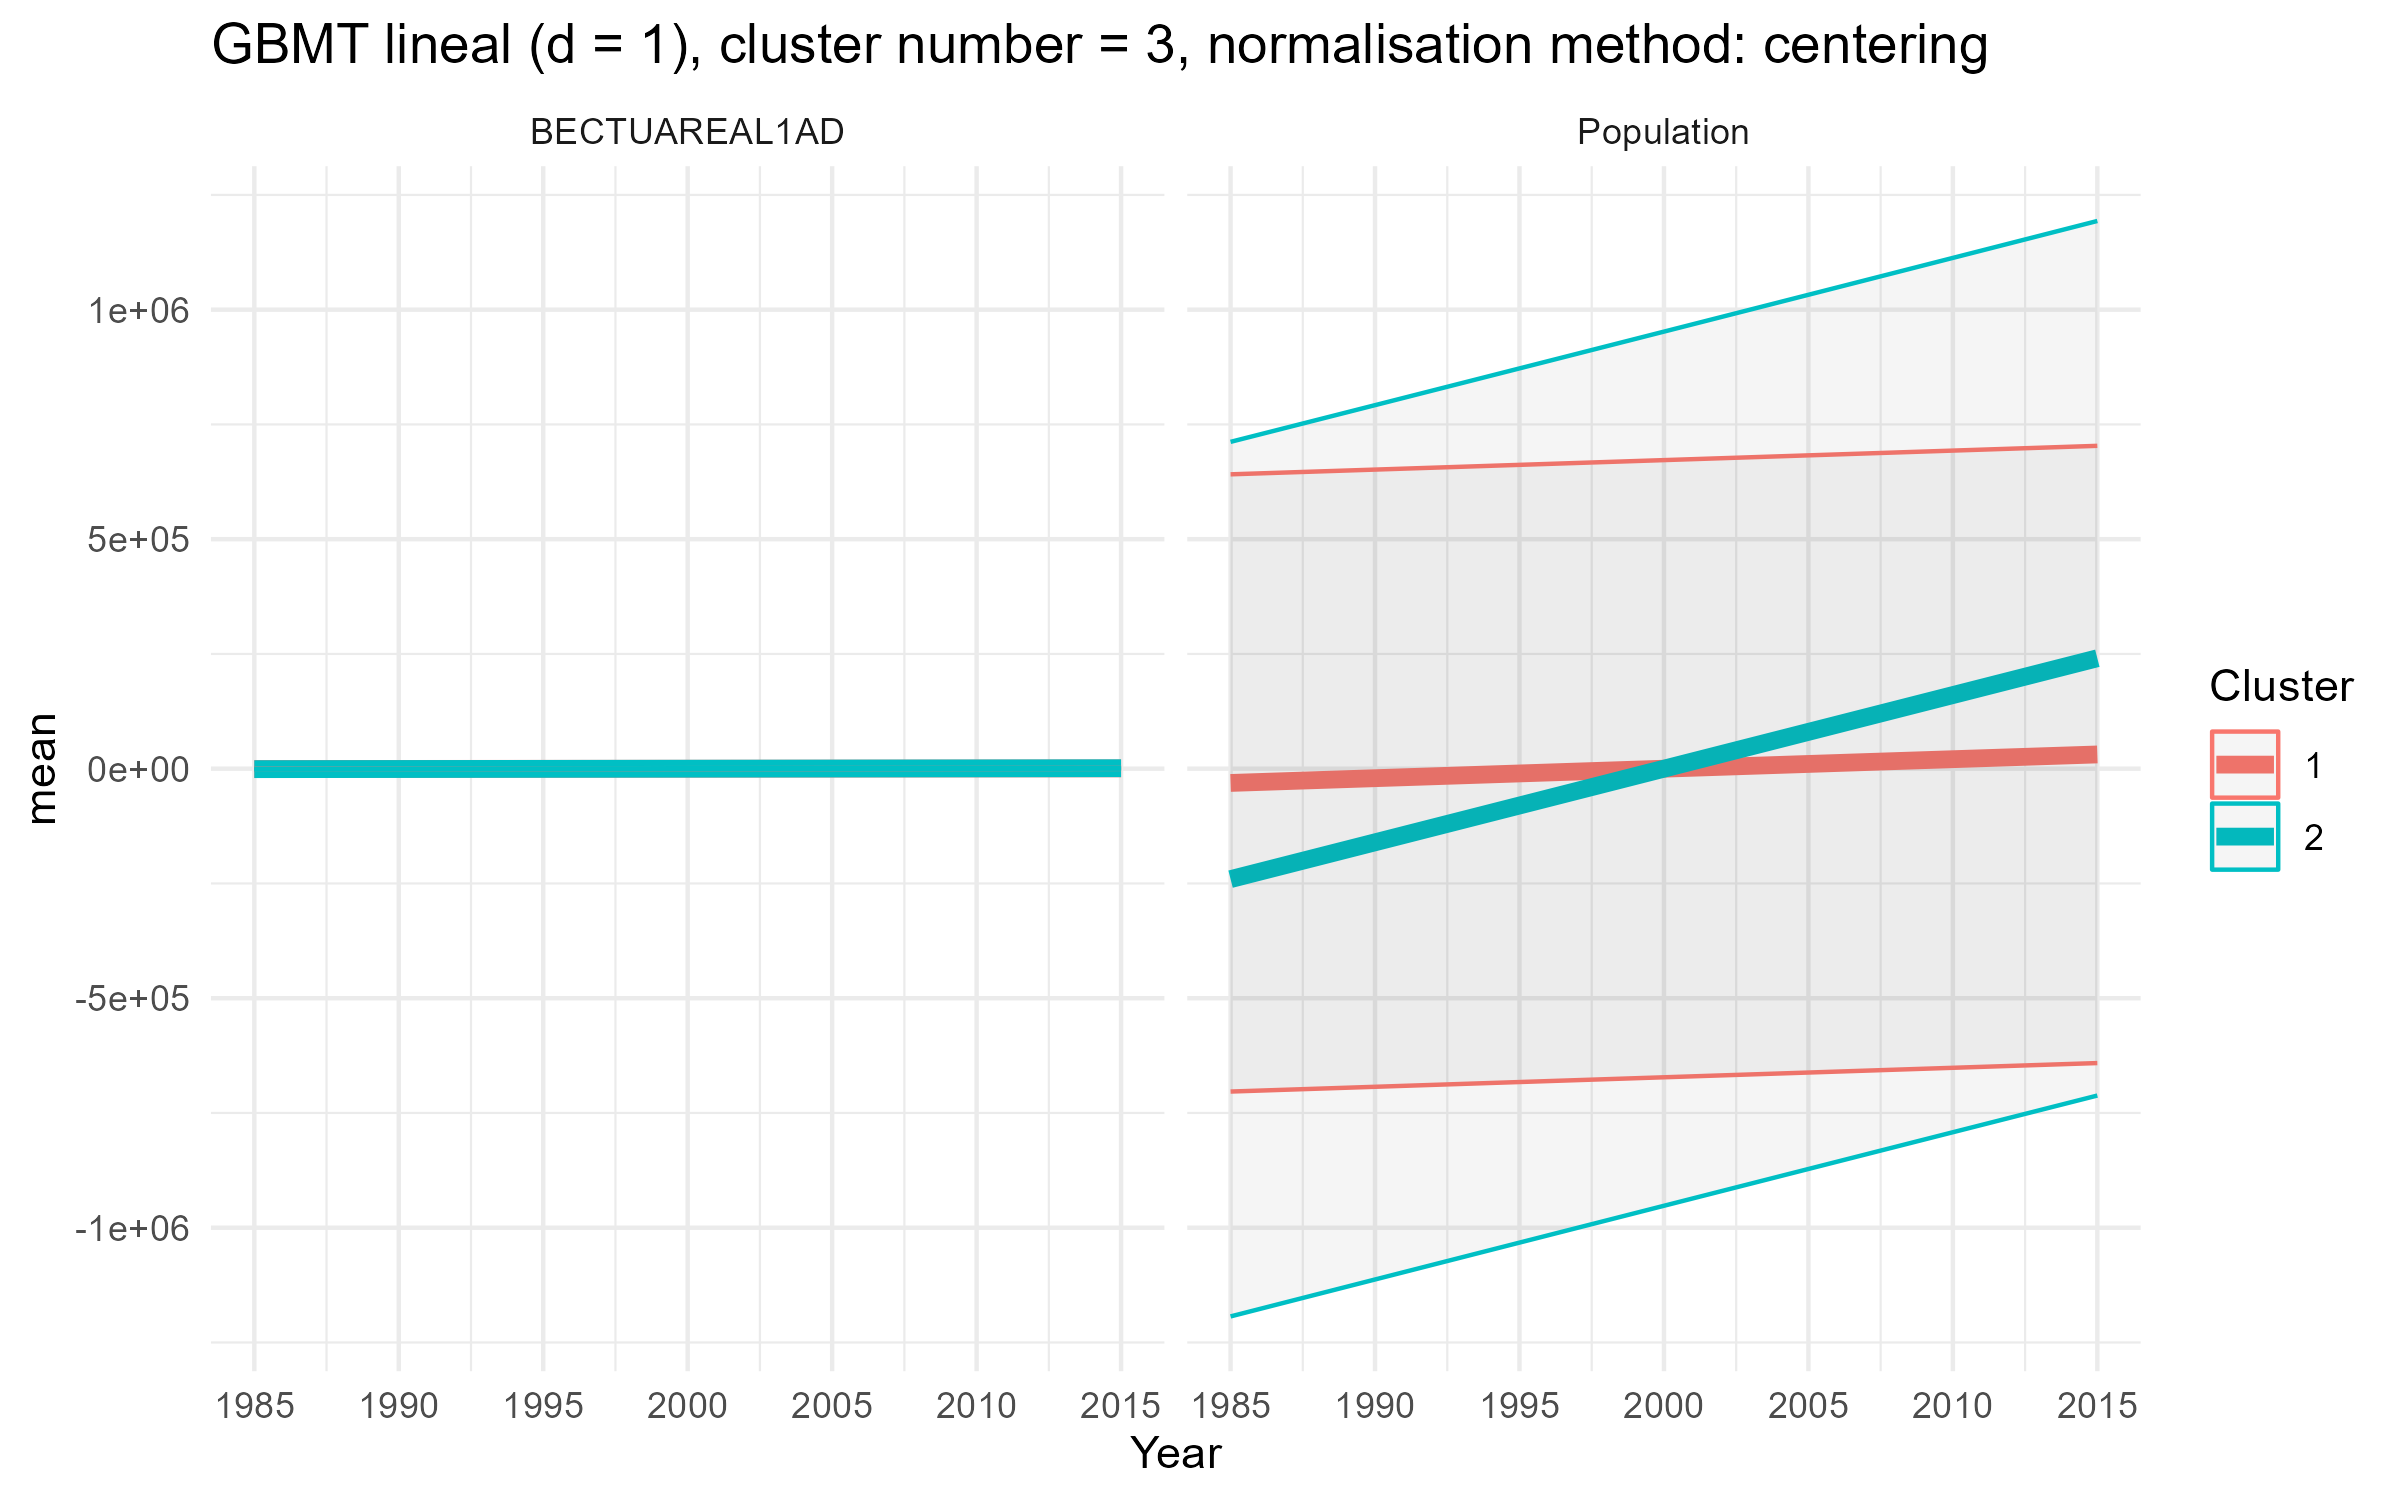 GBMT lineal (d = 1), cluster number = 3, normalisation method: centering
BECTUAREAL1AD Population
1e+06
5e+05
0e+00
-5e+05
-1e+06
mean
1985 1990 1995 2000 2005 2010 2015 1985 1990 1995 2000 2005 2010 2015
Year
Cluster
1
2